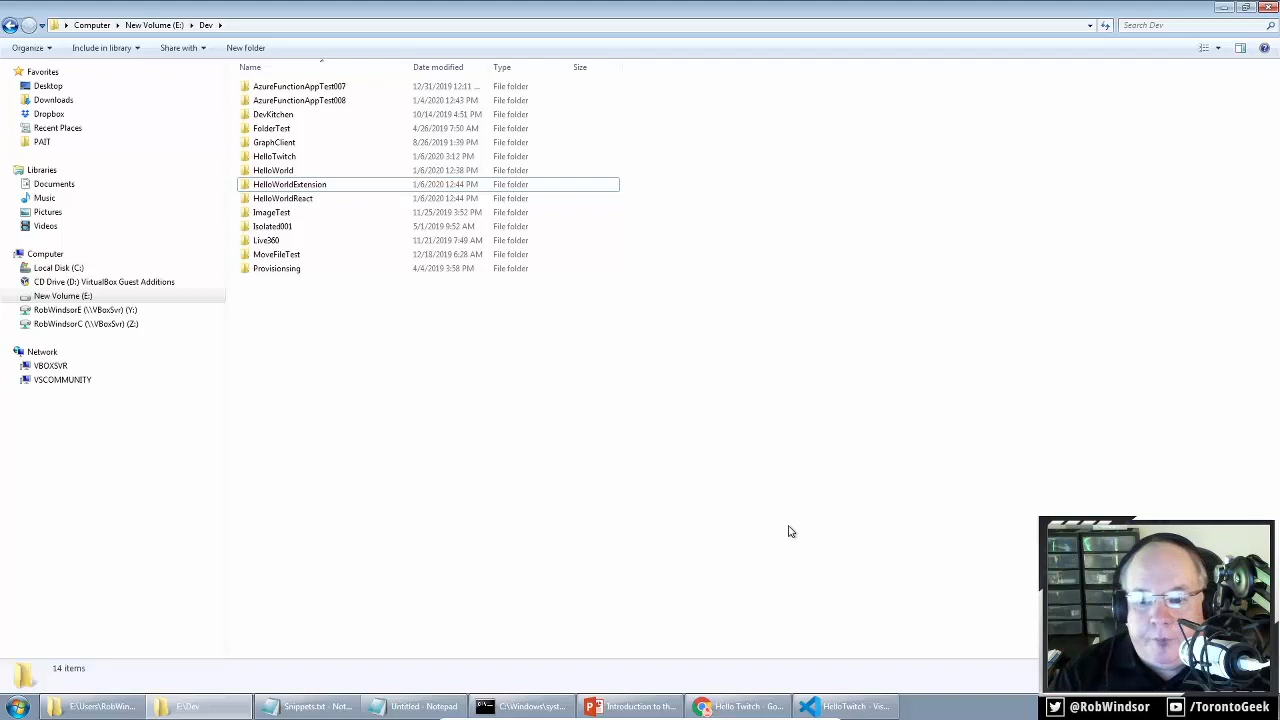 Computer ▸ New Volume (E:) ▸ Dev ▸
Search Dev
Organize
Include in library
Share with
New folder
Name
Date modified
Type
Size
Favorites
Desktop
Downloads
Dropbox
Recent Places
PAIT
Libraries
Documents
Music
Pictures
Videos
Computer
Local Disk (C:)
CD Drive (D:) VirtualBox Guest Additions
New Volume (E:)
RobWindsorE (\\VBoxSvr) (Y:)
RobWindsorC (\\VBoxSvr) (Z:)
Network
VBOXSVR
VSCOMMUNITY
AzureFunctionAppTest007 12/31/2019 12:11 ... File folder
AzureFunctionAppTest008 1/4/2020 12:43 PM File folder
DevKitchen 10/14/2019 4:51 PM File folder
FolderTest 4/26/2019 7:50 AM File folder
GraphClient 8/26/2019 1:39 PM File folder
HelloTwitch 1/6/2020 3:12 PM File folder
HelloWorld 1/6/2020 12:38 PM File folder
HelloWorldExtension 1/6/2020 12:44 PM File folder
HelloWorldReact 1/6/2020 12:44 PM File folder
ImageTest 11/25/2019 3:52 PM File folder
Isolated001 5/1/2019 9:52 AM File folder
Live360 11/21/2019 7:49 AM File folder
MoveFileTest 12/18/2019 6:28 AM File folder
Provisionsing 4/4/2019 3:58 PM File folder
14 items
E:\Users\RobWin...
E:\Dev
Snippets.txt - Not...
Untitled - Notepad
C:\Windows\syst...
Introduction to th...
Hello Twitch - Go...
HelloTwitch - Vis...
@RobWindsor
/TorontoGeek